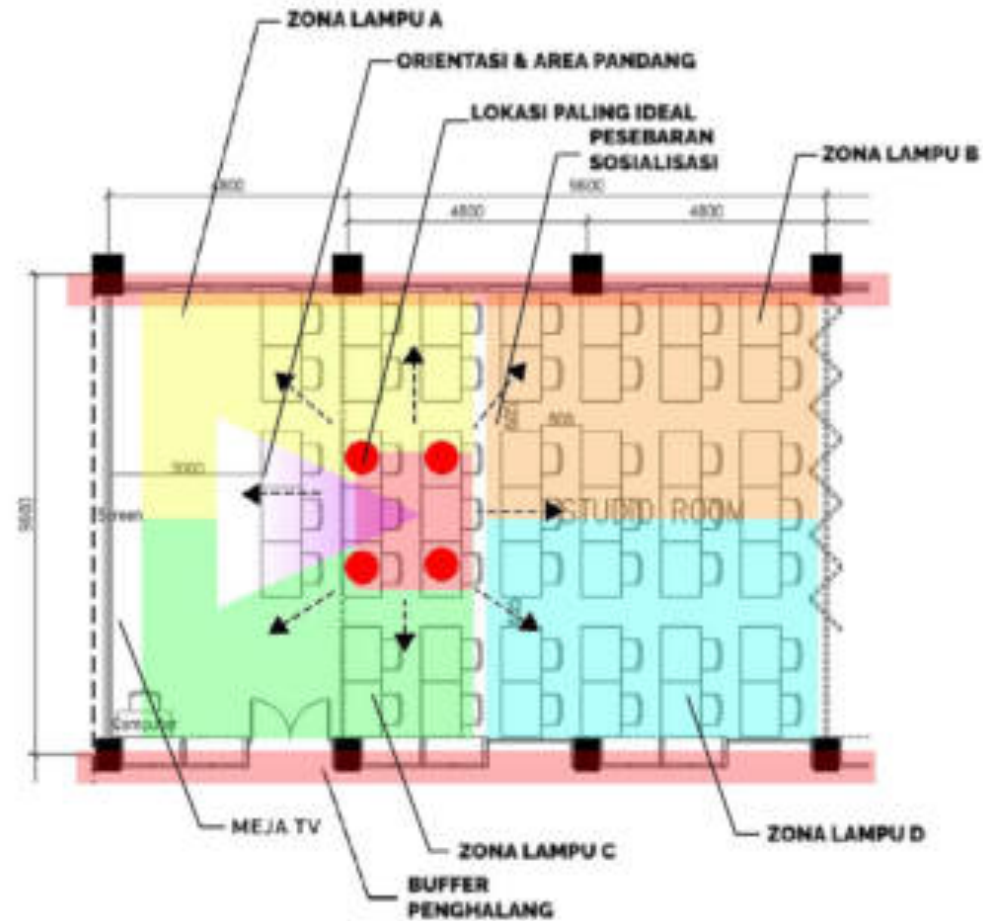 ZONA LAMPU A
ORIENTASI & AREA PANDANG
LOKASI PALING IDEAL
PESEBARAN
SOSIALISASI
ZONA LAMPU B
4800
4800
STUDIO ROOM
Screen
Computer
MEJA TV
ZONA LAMPU C
ZONA LAMPU D
BUFFER
PENGHALANG